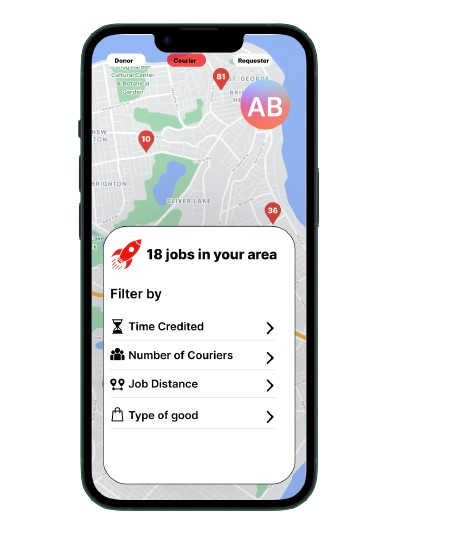 Donor
Courier
Requester
Cultural Center
& Botanical
Garden
81
ST. GEORGE
AB
NEW
10
BRIGHTON
SILVER LAKE
36
18 jobs in your area
Filter by
Time Credited
Number of Couriers
Job Distance
Type of good